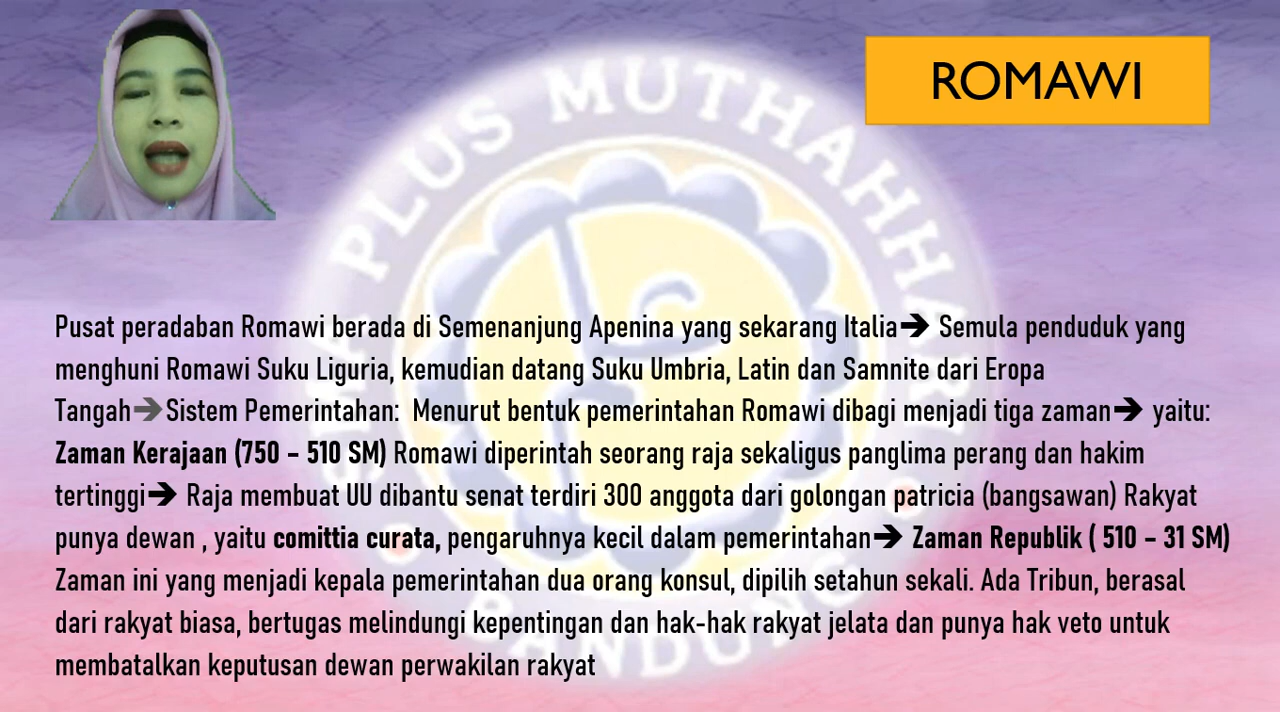 ROMAWI
SMA PLUS MUTHAHHARI
BANDUNG
Pusat peradaban Romawi berada di Semenanjung Apenina yang sekarang Italia➔ Semula penduduk yang
menghuni Romawi Suku Liguria, kemudian datang Suku Umbria, Latin dan Samnite dari Eropa
Tangah➔Sistem Pemerintahan: Menurut bentuk pemerintahan Romawi dibagi menjadi tiga zaman➔ yaitu:
Zaman Kerajaan (750 – 510 SM) Romawi diperintah seorang raja sekaligus panglima perang dan hakim
tertinggi➔ Raja membuat UU dibantu senat terdiri 300 anggota dari golongan patricia (bangsawan) Rakyat
punya dewan , yaitu comittia curata, pengaruhnya kecil dalam pemerintahan➔ Zaman Republik ( 510 – 31 SM)
Zaman ini yang menjadi kepala pemerintahan dua orang konsul, dipilih setahun sekali. Ada Tribun, berasal
dari rakyat biasa, bertugas melindungi kepentingan dan hak-hak rakyat jelata dan punya hak veto untuk
membatalkan keputusan dewan perwakilan rakyat